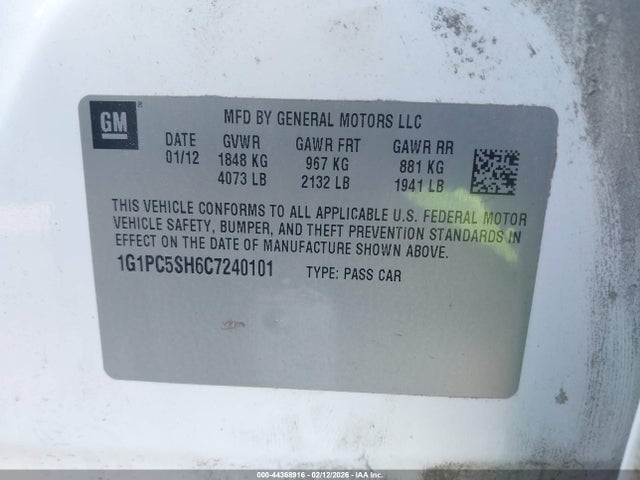 GM ®
MFD BY GENERAL MOTORS LLC
DATE GVWR GAWR FRT GAWR RR
01/12 1848 KG 967 KG 881 KG
4073 LB 2132 LB 1941 LB
THIS VEHICLE CONFORMS TO ALL APPLICABLE U.S. FEDERAL MOTOR
VEHICLE SAFETY, BUMPER, AND THEFT PREVENTION STANDARDS IN
EFFECT ON THE DATE OF MANUFACTURE SHOWN ABOVE.
1G1PC5SH6C7240101 TYPE: PASS CAR
000-44368916 - 02/12/2026 - Copyright © IAA, LLC